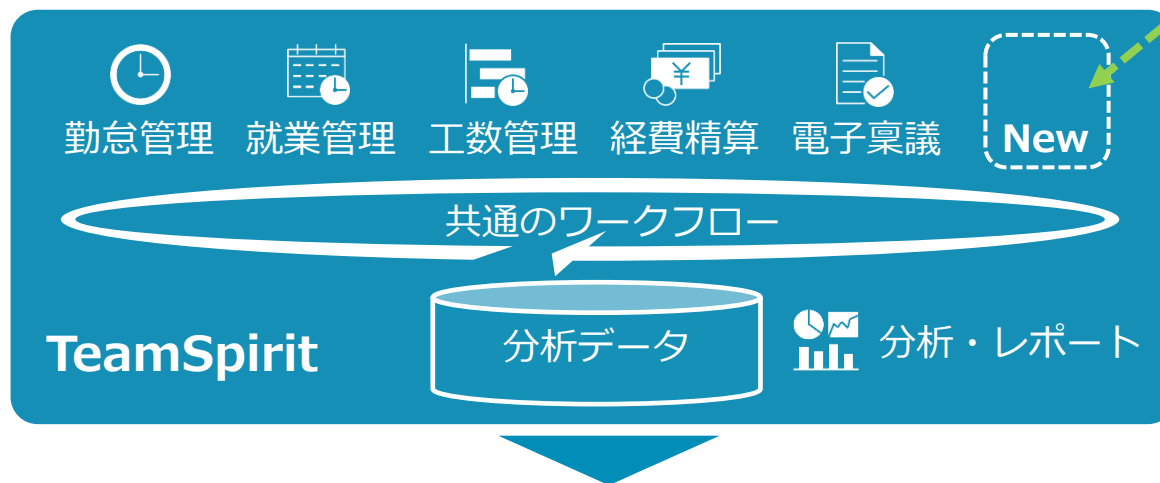 勤怠管理 就業管理 工数管理 経費精算 電子稟議 New
共通のワークフロー
TeamSpirit 分析データ 分析・レポート